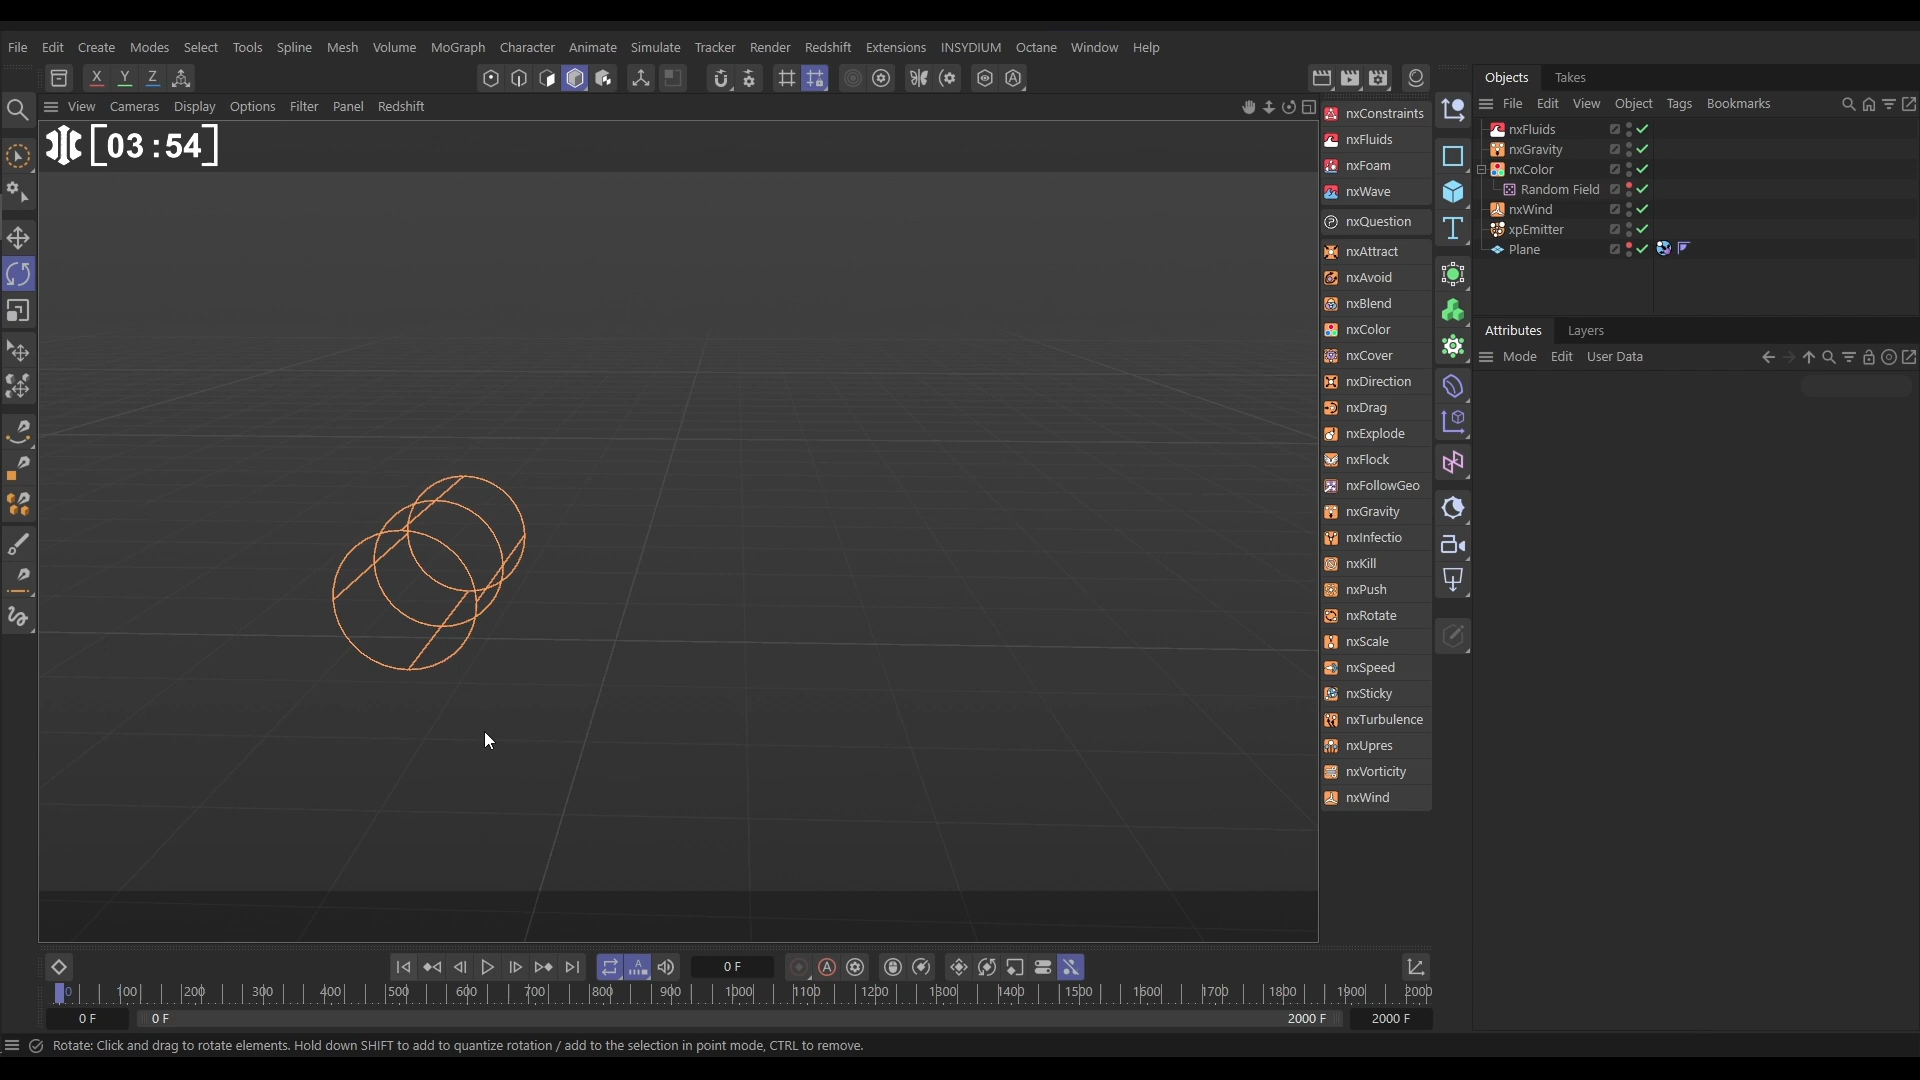 File Edit Create Modes Select Tools Spline Mesh Volume MoGraph Character Animate Simulate Tracker Render Redshift Extensions INSYDIUM Octane Window Help
X Y Z
Objects Takes
View Cameras Display Options Filter Panel Redshift
File Edit View Object Tags Bookmarks
[03:54]
nxConstraints
nxFluids
nxFoam
nxWave
nxQuestion
nxAttract
nxAvoid
nxBlend
nxColor
nxCover
nxDirection
nxDrag
nxExplode
nxFlock
nxFollowGeo
nxGravity
nxInfectio
nxKill
nxPush
nxRotate
nxScale
nxSpeed
nxSticky
nxTurbulence
nxUpres
nxVorticity
nxWind
nxFluids
nxGravity
nxColor
Random Field
nxWind
xpEmitter
Plane
Attributes Layers
Mode Edit User Data
0 F
0 100 200 300 400 500 600 700 800 900 1000 1100 1200 1300 1400 1500 1600 1700 1800 1900 2000
0 F 0 F 2000 F 2000 F
Rotate: Click and drag to rotate elements. Hold down SHIFT to add to quantize rotation / add to the selection in point mode, CTRL to remove.